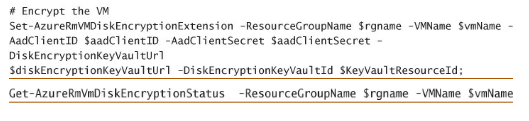 # Encrypt the VM
Set-AzureRmVMDiskEncryptionExtension -ResourceGroupName $rgname -VMName $vmName -
AadClientID $aadClientID -AadClientSecret $aadClientSecret -
DiskEncryptionKeyVaultUrl
$diskEncryptionKeyVaultUrl -DiskEncryptionKeyVaultId $KeyVaultResourceId;
Get-AzureRmVmDiskEncryptionStatus -ResourceGroupName $rgname -VMName $vmName